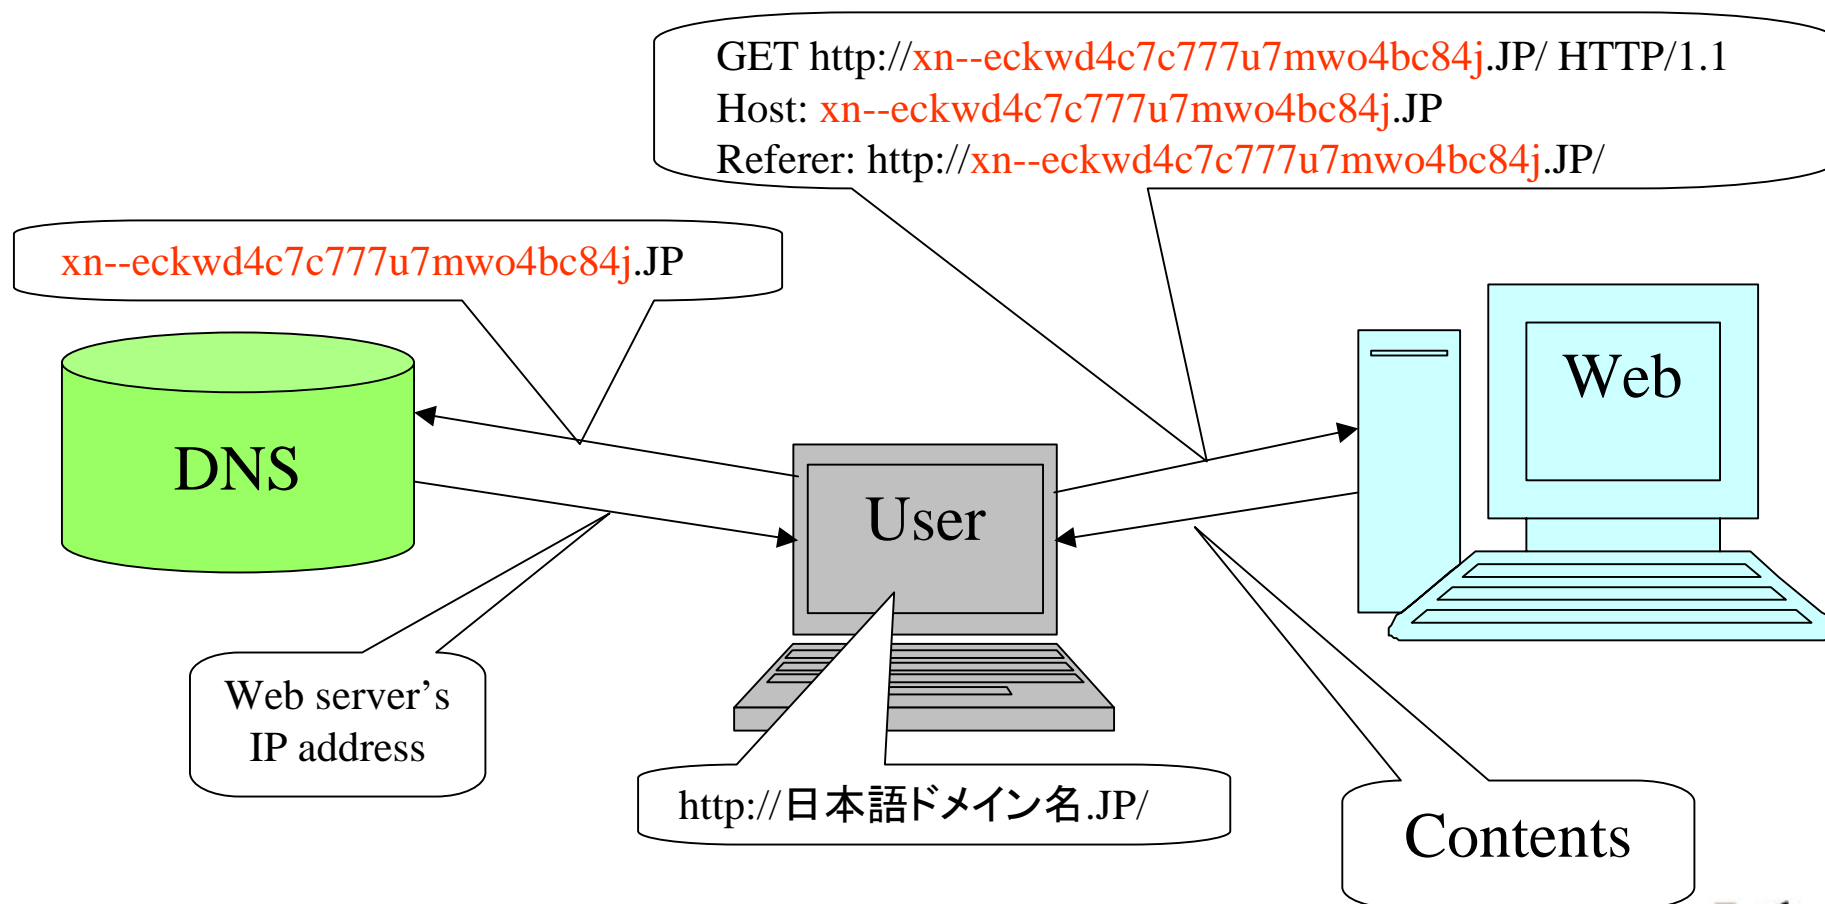 GET http://xn--eckwd4c7c777u7mwo4bc84j.JP/ HTTP/1.1
Host: xn--eckwd4c7c777u7mwo4bc84j.JP
Referer: http://xn--eckwd4c7c777u7mwo4bc84j.JP/
xn--eckwd4c7c777u7mwo4bc84j.JP
DNS
User
Web
Web server’s
IP address
http://日本語ドメイン名.JP/
Contents